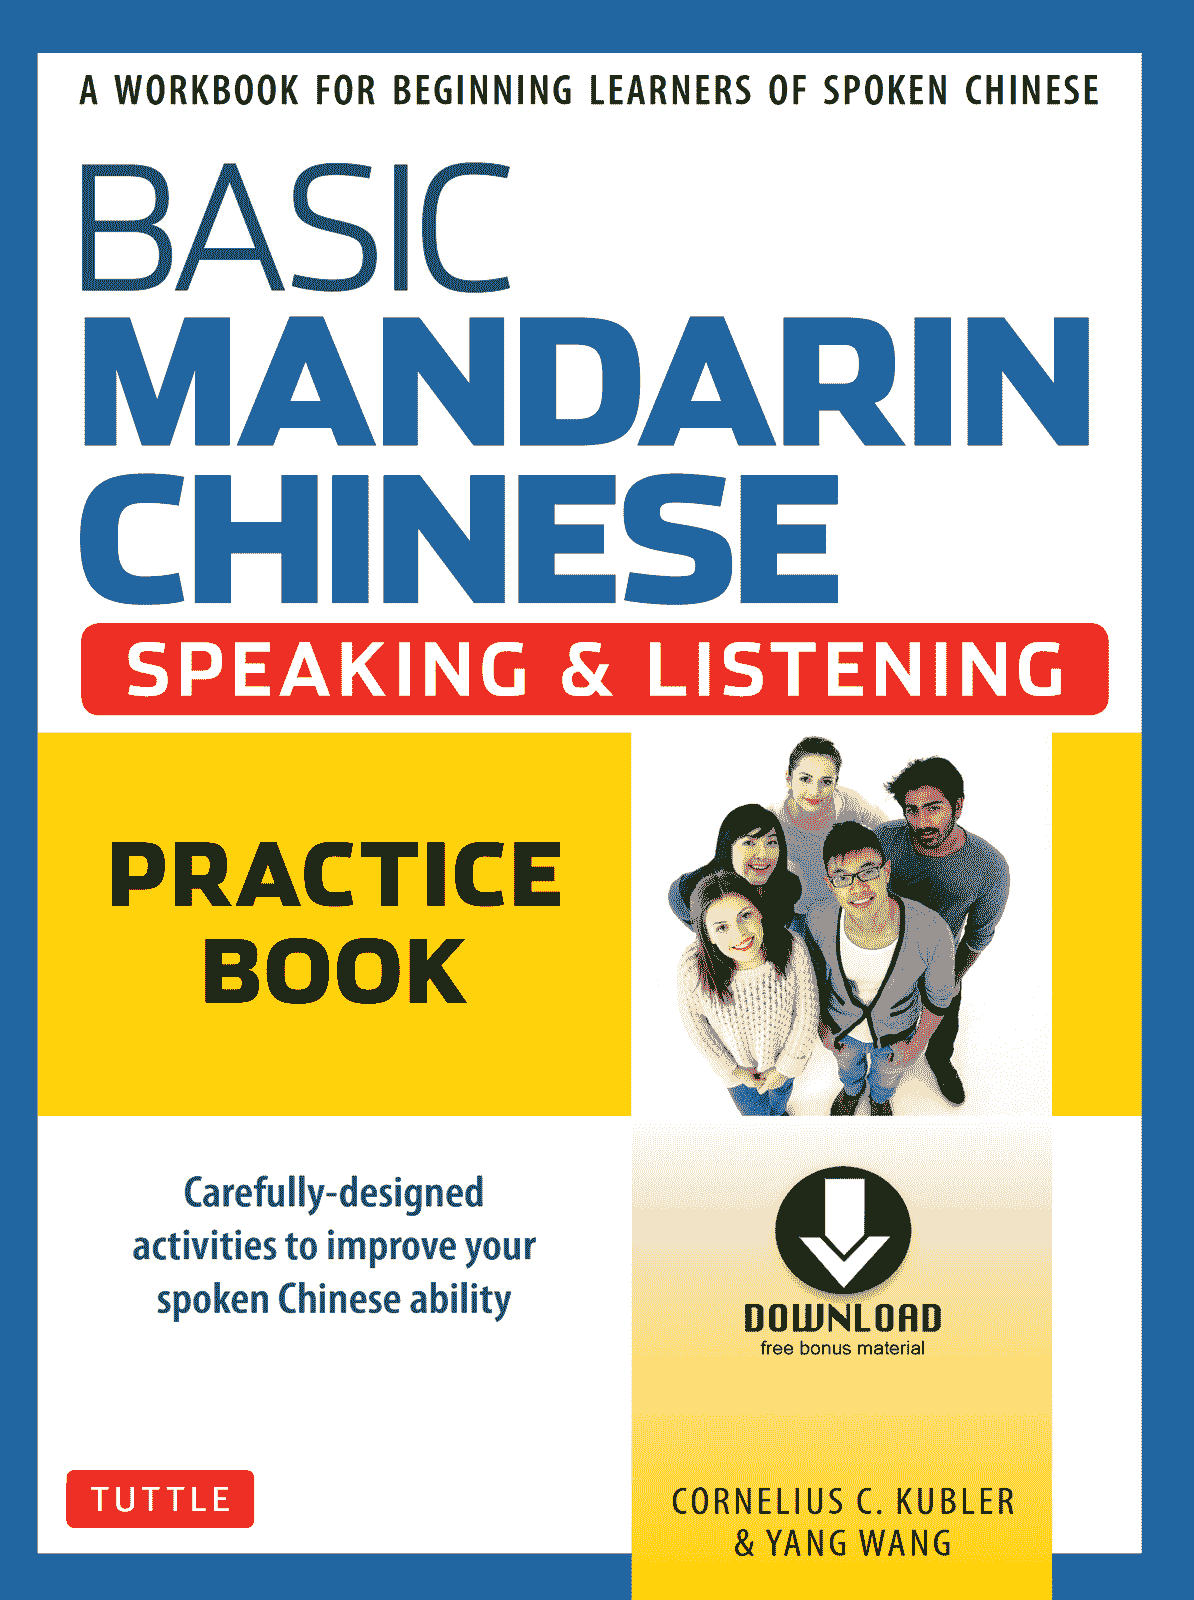 A WORKBOOK FOR BEGINNING LEARNERS OF SPOKEN CHINESE
BASIC
MANDARIN
CHINESE
SPEAKING & LISTENING
PRACTICE
BOOK
Carefully-designed
activities to improve your
spoken Chinese ability
DOWNLOAD
free bonus material
TUTTLE
CORNELIUS C. KUBLER
& YANG WANG